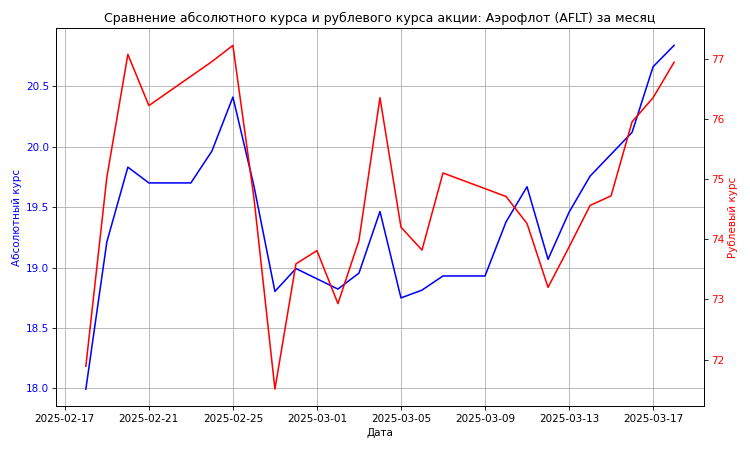 Сравнение абсолютного курса и рублевого курса акции: Аэрофлот (AFLT) за месяц
Абсолютный курс
20.5
20.0
19.5
19.0
18.5
18.0
77
76
75
74
73
72
Рублевый курс
2025-02-17 2025-02-21 2025-02-25 2025-03-01 2025-03-05 2025-03-09 2025-03-13 2025-03-17
Дата